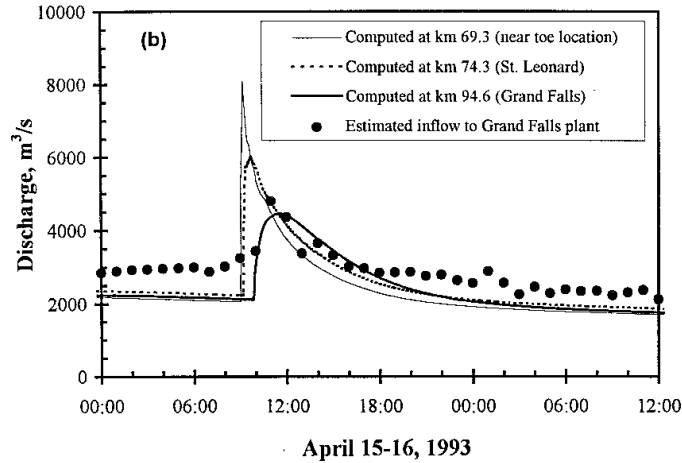 (b)
Computed at km 69.3 (near toe location)
Computed at km 74.3 (St. Leonard)
Computed at km 94.6 (Grand Falls)
Estimated inflow to Grand Falls plant
Discharge, m³/s
10000
8000
6000
4000
2000
0
00:00 06:00 12:00 18:00 00:00 06:00 12:00
April 15-16, 1993